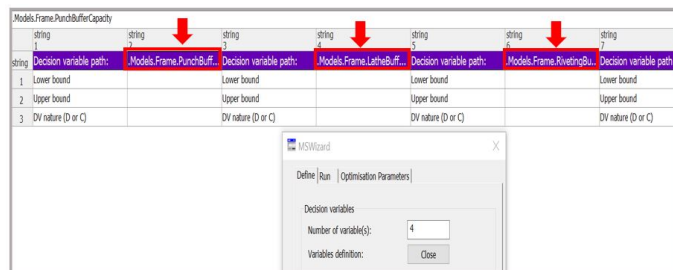 .Models.Frame.PunchBufferCapacity
string string string string string string string
1 2 3 4 5 6 7
string Decision variable path: .Models.Frame.PunchBuff... Decision variable path: .Models.Frame.LatheBuff... Decision variable path: .Models.Frame.RivetingBu... Decision variable path
1 Lower bound Lower bound Lower bound Lower bound
2 Upper bound Upper bound Upper bound Upper bound
3 DV nature (D or C) DV nature (D or C) DV nature (D or C) DV nature (D or C)
MSWizard
Define Run Optimisation Parameters
Decision variables
Number of variable(s): 4
Variables definition: Close